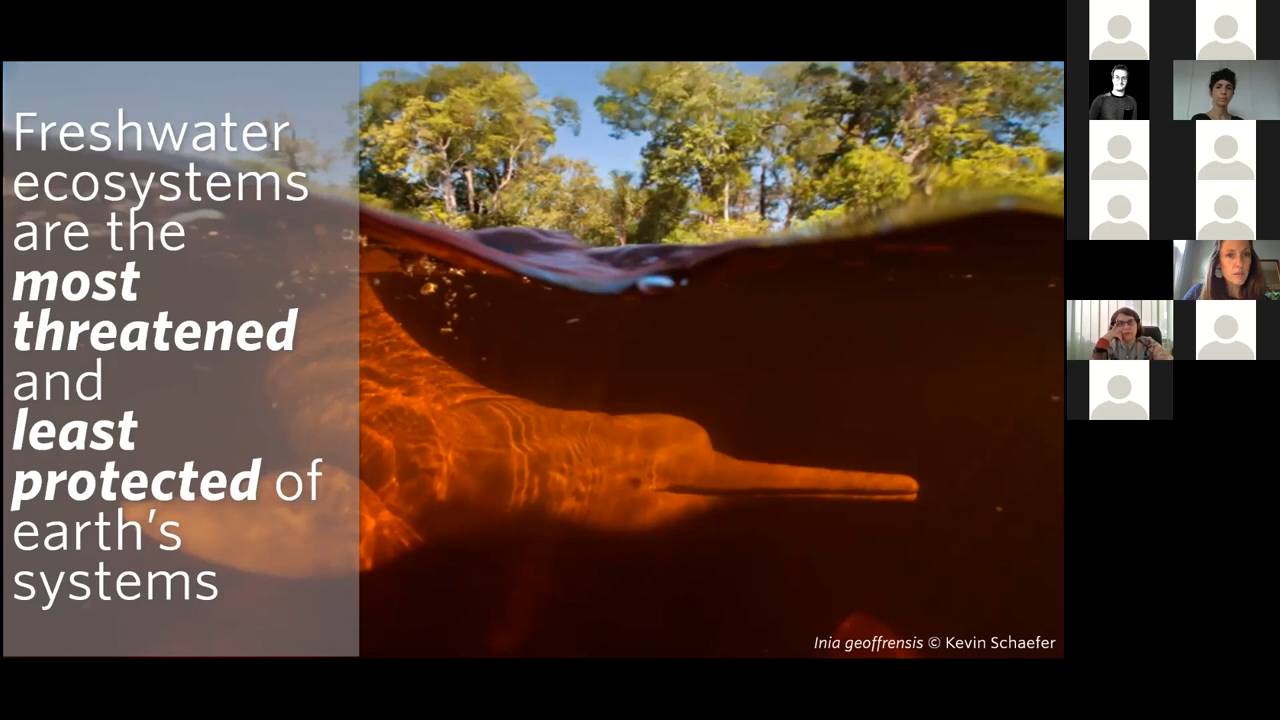 Freshwater
ecosystems
are the
most
threatened
and
least
protected of
earth’s
systems
Inia geoffrensis © Kevin Schaefer